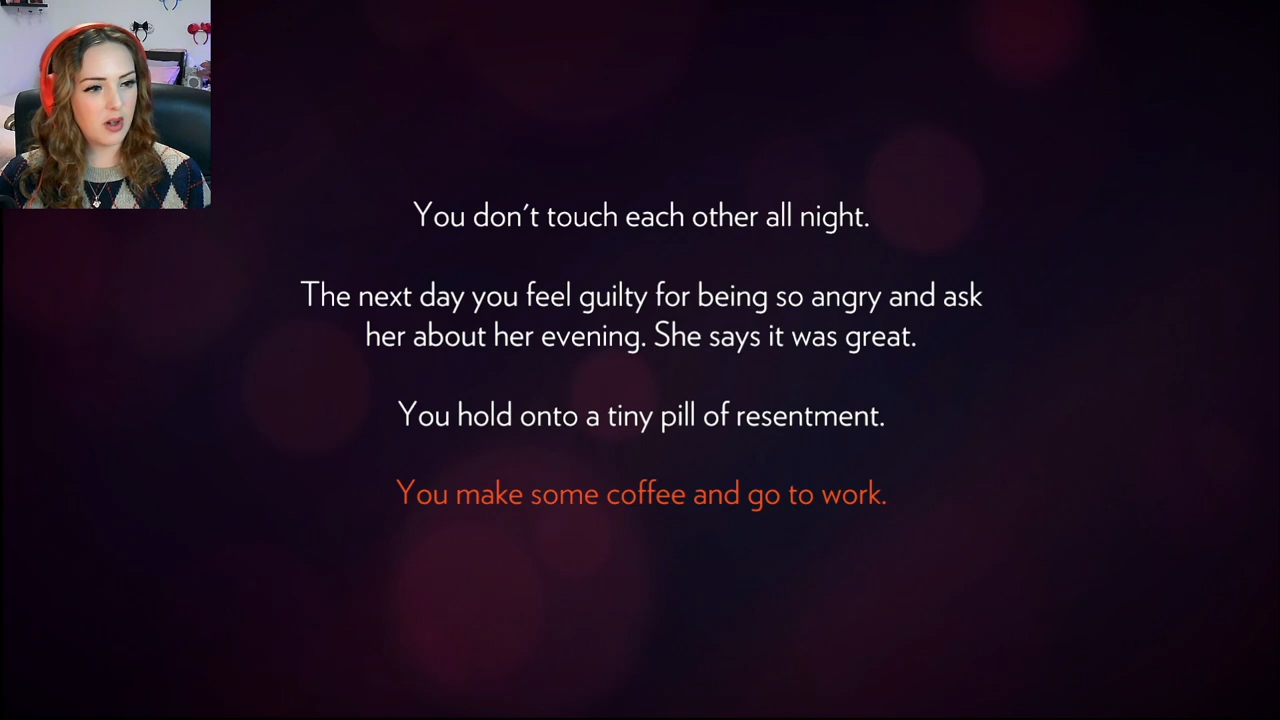 You don't touch each other all night.
The next day you feel guilty for being so angry and ask
her about her evening. She says it was great.
You hold onto a tiny pill of resentment.
You make some coffee and go to work.